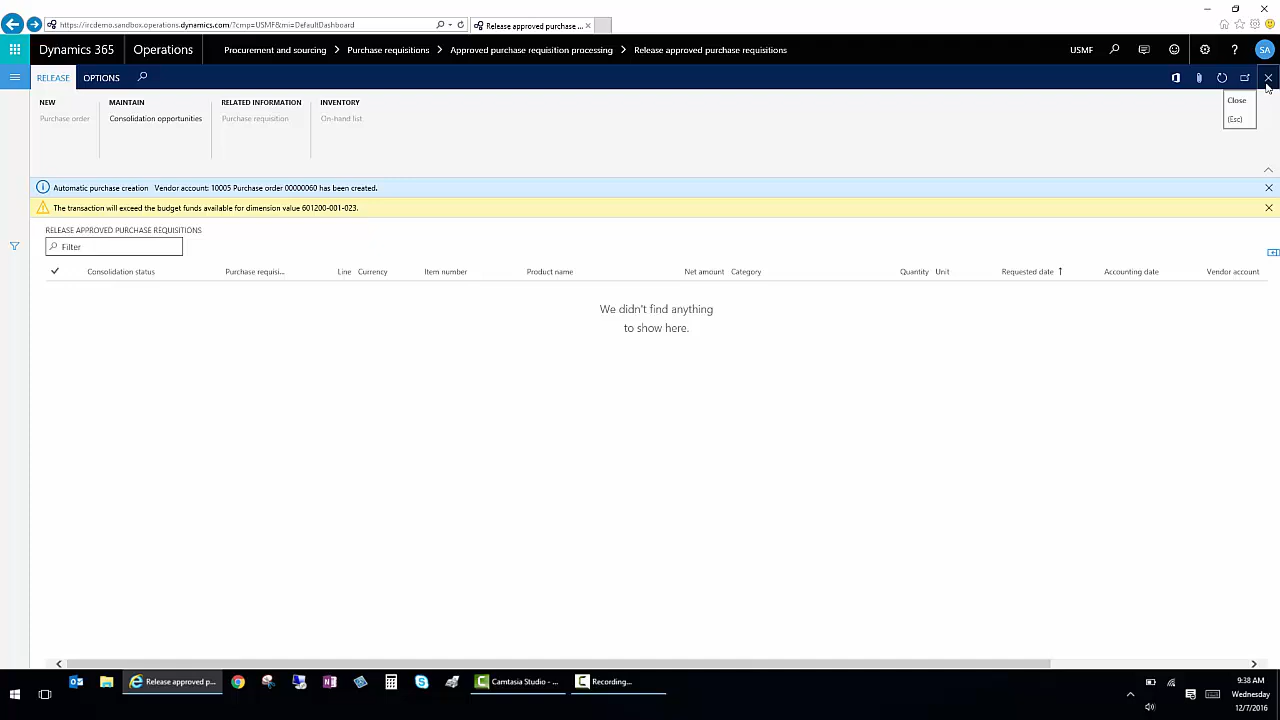 https://ircdemo.sandbox.operations.dynamics.com/?cmp=USMF&mi=DefaultDashboard
Release approved purchase ...
Dynamics 365 Operations Procurement and sourcing Purchase requisitions Approved purchase requisition processing Release approved purchase requisitions USMF ? SA
RELEASE OPTIONS
NEW MAINTAIN RELATED INFORMATION INVENTORY Close
Purchase order Consolidation opportunities Purchase requisition On-hand list (Esc)
Automatic purchase creation Vendor account: 10005 Purchase order 00000060 has been created.
The transaction will exceed the budget funds available for dimension value 601200-001-023.
RELEASE APPROVED PURCHASE REQUISITIONS
Filter
Consolidation status Purchase requisi... Line Currency Item number Product name Net amount Category Quantity Unit Requested date Accounting date Vendor account
We didn't find anything
to show here.
Release approved p... Camtasia Studio - ... Recording...
9:38 AM
Wednesday
12/7/2016